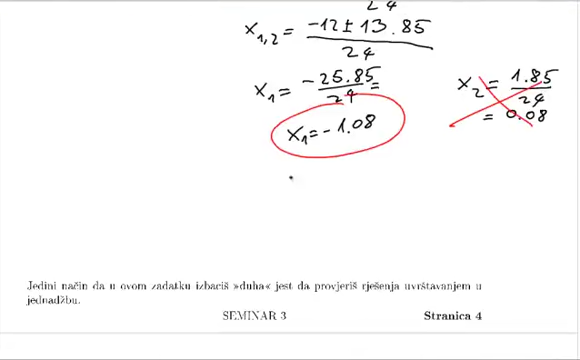 24
x₁,₂ = (-12 ± 13.85) / 24
x₁ = -25.85 / 24 =
x₂ = 1.85 / 24
= 0.08
x₁ = -1.08
Jedini način da u ovom zadatku izbaciš »duha« jest da provjeriš rješenja uvrštavanjem u
jednadžbu.
SEMINAR 3
Stranica 4